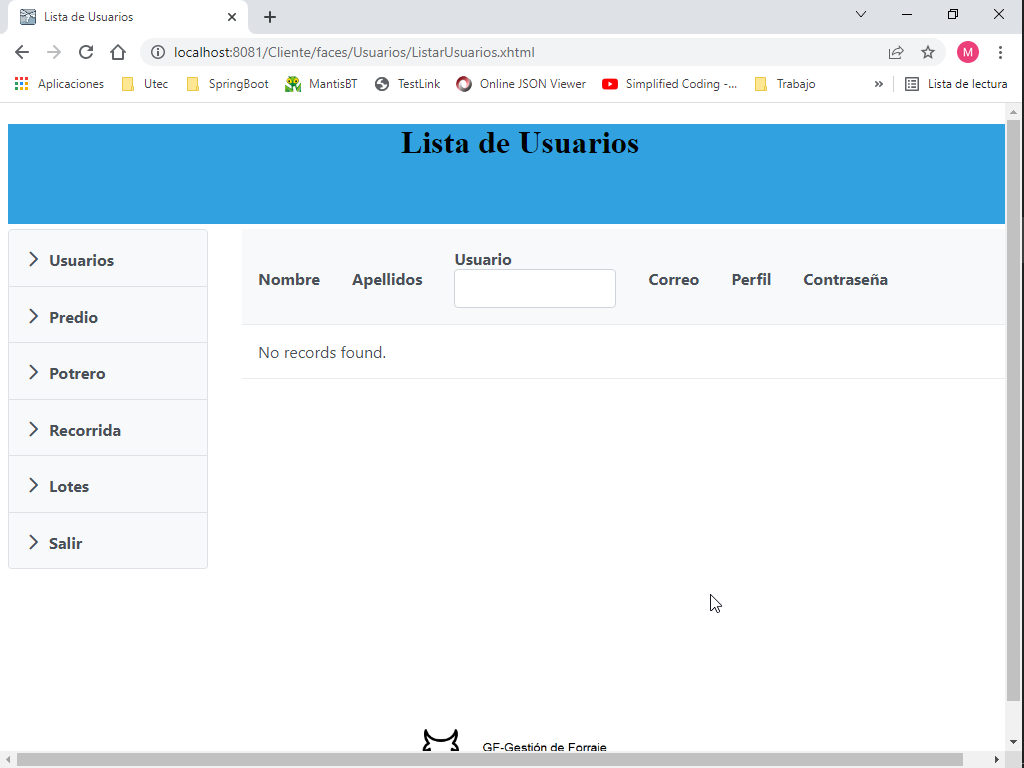 Lista de Usuarios
localhost:8081/Cliente/faces/Usuarios/ListarUsuarios.xhtml
M
Aplicaciones Utec SpringBoot MantisBT TestLink Online JSON Viewer Simplified Coding -... Trabajo » Lista de lectura
Lista de Usuarios
Usuarios
Predio
Potrero
Recorrida
Lotes
Salir
Nombre Apellidos Usuario Correo Perfil Contraseña
No records found.
GF-Gestión de Forraje